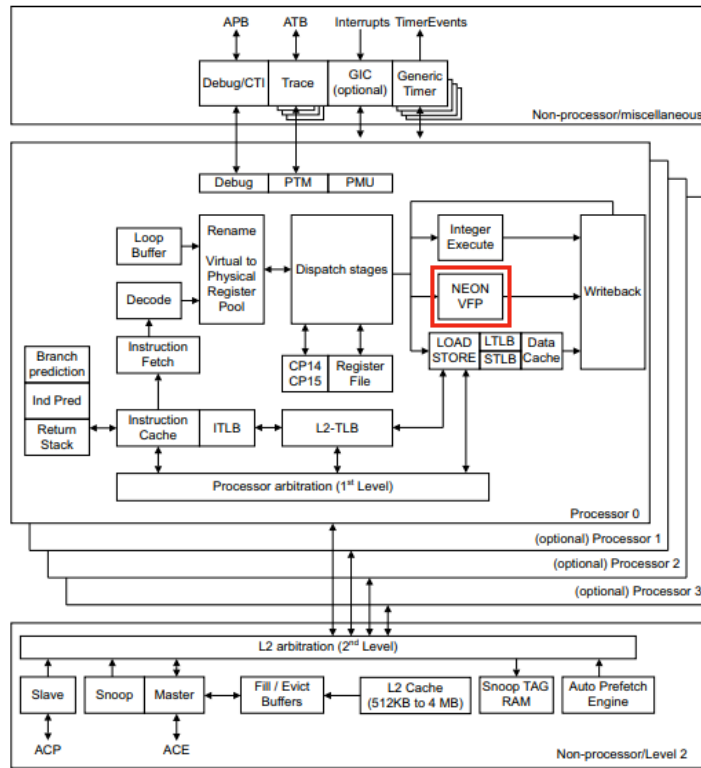 APB
ATB
Interrupts
TimerEvents
Debug/CTI
Trace
GIC
(optional)
Generic
Timer
Non-processor/miscellaneous
Debug
PTM
PMU
Loop
Buffer
Rename
Virtual to
Physical
Register
Pool
Dispatch stages
Integer
Execute
Writeback
Decode
NEON
VFP
Instruction
Fetch
LOAD
STORE
LTLB
STLB
Data
Cache
Branch
prediction
Ind Pred
Return
Stack
CP14
CP15
Register
File
Instruction
Cache
ITLB
L2-TLB
Processor arbitration (1st Level)
Processor 0
(optional) Processor 1
(optional) Processor 2
(optional) Processor 3
L2 arbitration (2nd Level)
Slave
Snoop
Master
Fill / Evict
Buffers
L2 Cache
(512KB to 4 MB)
Snoop TAG
RAM
Auto Prefetch
Engine
ACP
ACE
Non-processor/Level 2